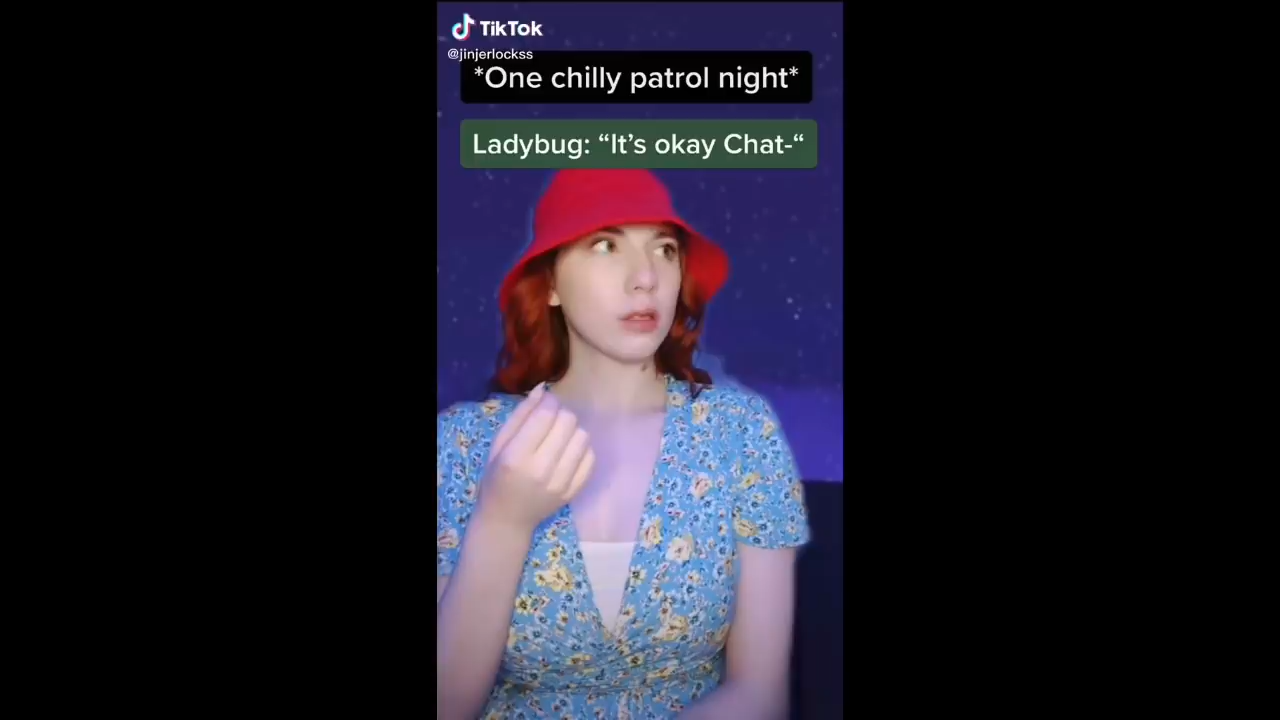 TikTok
@jinjerlockss
*One chilly patrol night*
Ladybug: “It’s okay Chat-“